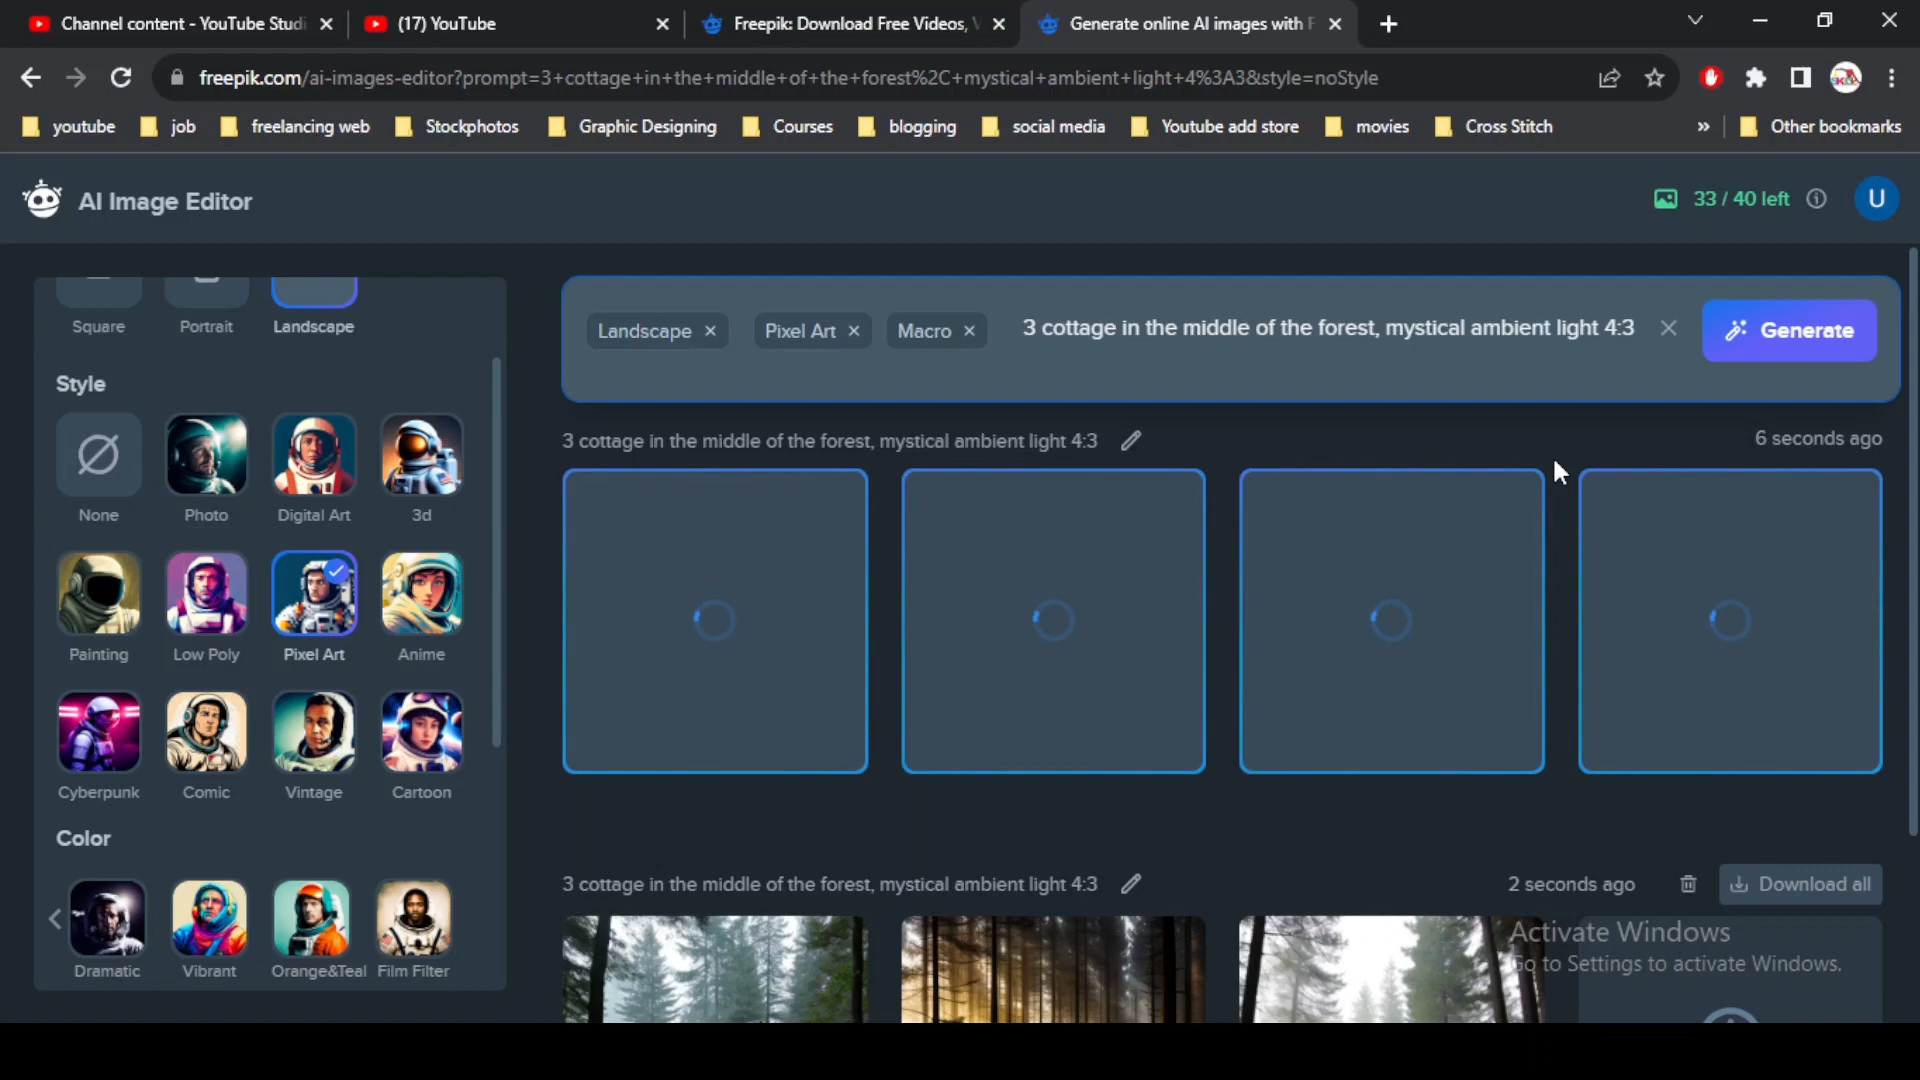 Channel content - YouTube Studi
(17) YouTube
Freepik: Download Free Videos, V
Generate online AI images with F
freepik.com/ai-images-editor?prompt=3+cottage+in+the+middle+of+the+forest%2C+mystical+ambient+light+4%3A3&style=noStyle
youtube
job
freelancing web
Stockphotos
Graphic Designing
Courses
blogging
social media
Youtube add store
movies
Cross Stitch
»
Other bookmarks
AI Image Editor
33 / 40 left
U
Square
Portrait
Landscape
Style
None
Photo
Digital Art
3d
Painting
Low Poly
Pixel Art
Anime
Cyberpunk
Comic
Vintage
Cartoon
Color
Dramatic
Vibrant
Orange&Teal
Film Filter
Landscape
Pixel Art
Macro
3 cottage in the middle of the forest, mystical ambient light 4:3
Generate
3 cottage in the middle of the forest, mystical ambient light 4:3
6 seconds ago
3 cottage in the middle of the forest, mystical ambient light 4:3
2 seconds ago
Download all
Activate Windows
Go to Settings to activate Windows.